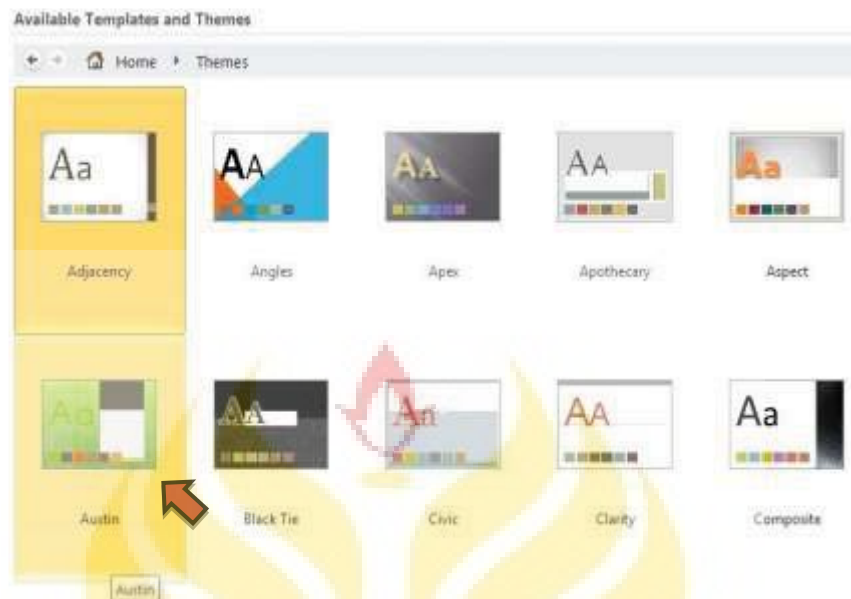 Available Templates and Themes
Home Themes
Aa AA AA AA Aa
Adjacency Angles Apex Apothecary Aspect
Aa AA Aa AA Aa
Austin Black Tie Civic Clarity Composite
Austin